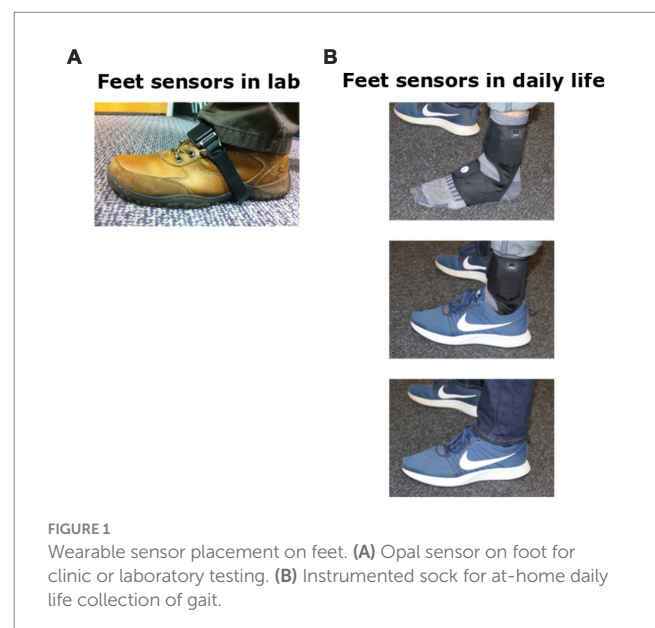 A
B
Feet sensors in lab
Feet sensors in daily life
FIGURE 1
Wearable sensor placement on feet. (A) Opal sensor on foot for
clinic or laboratory testing. (B) Instrumented sock for at-home daily
life collection of gait.